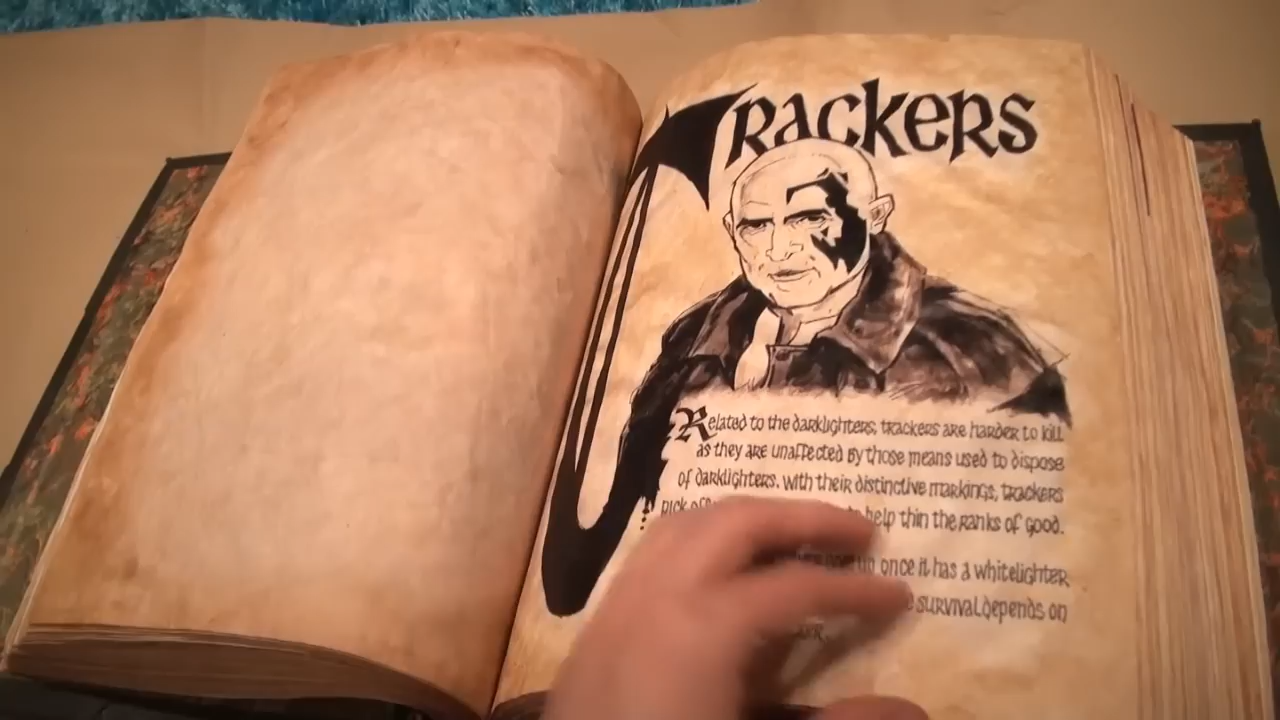 Trackers
Related to the darklighters, trackers are harder to kill
as they are unaffected by those means used to dispose
of darklighters. With their distinctive markings, trackers
pick off help thin the ranks of good.
up once it has a whitelighter
survival depends on